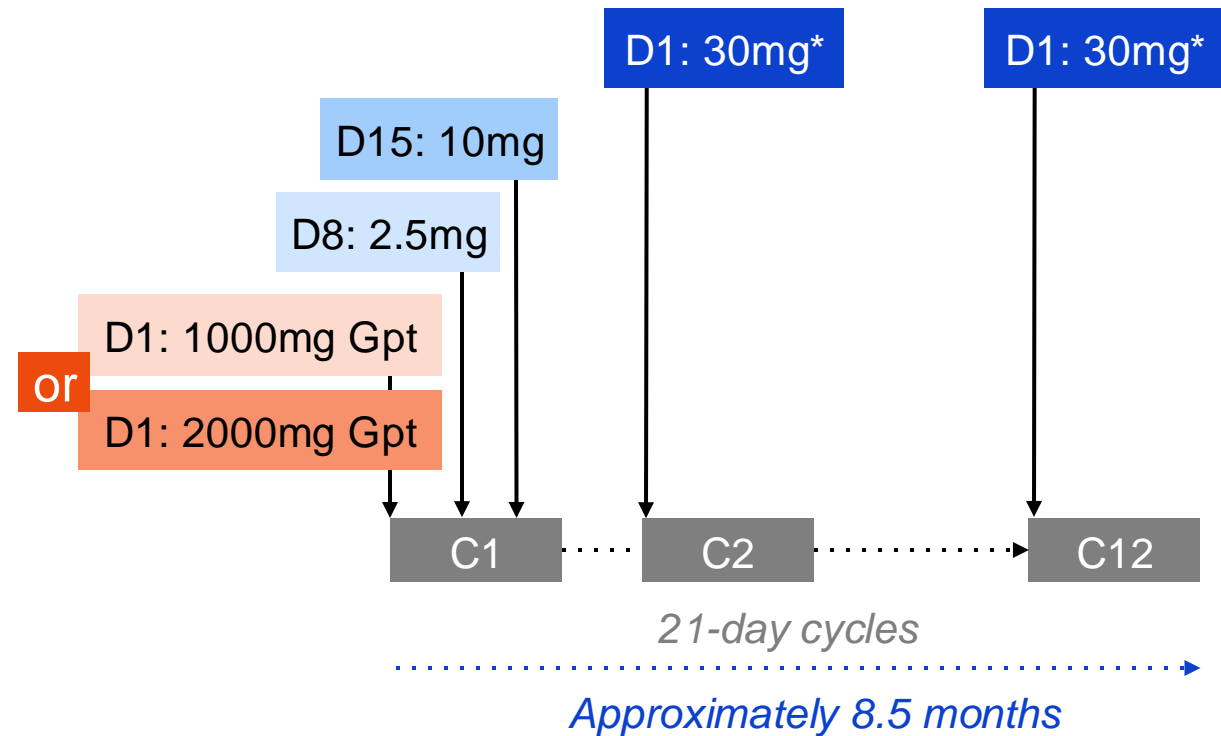 D1: 30mg*
D1: 30mg*
D15: 10mg
D8: 2.5mg
D1: 1000mg Gpt
or
D1: 2000mg Gpt
C1
C2
C12
21-day cycles
Approximately 8.5 months